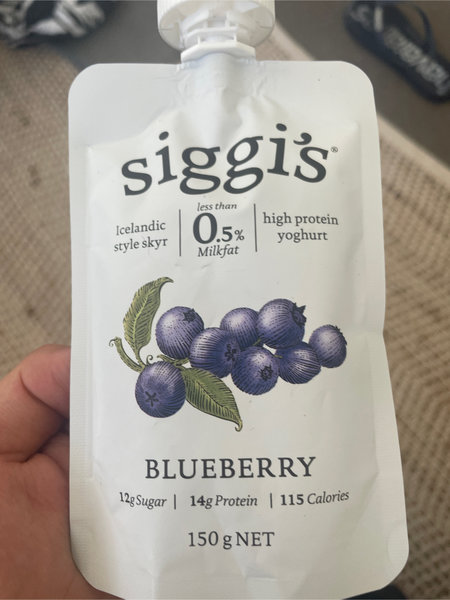 siggi's®
less than
Icelandic
style skyr
0.5%
Milkfat
high protein
yoghurt
BLUEBERRY
12g Sugar | 14g Protein | 115 Calories
150 g NET